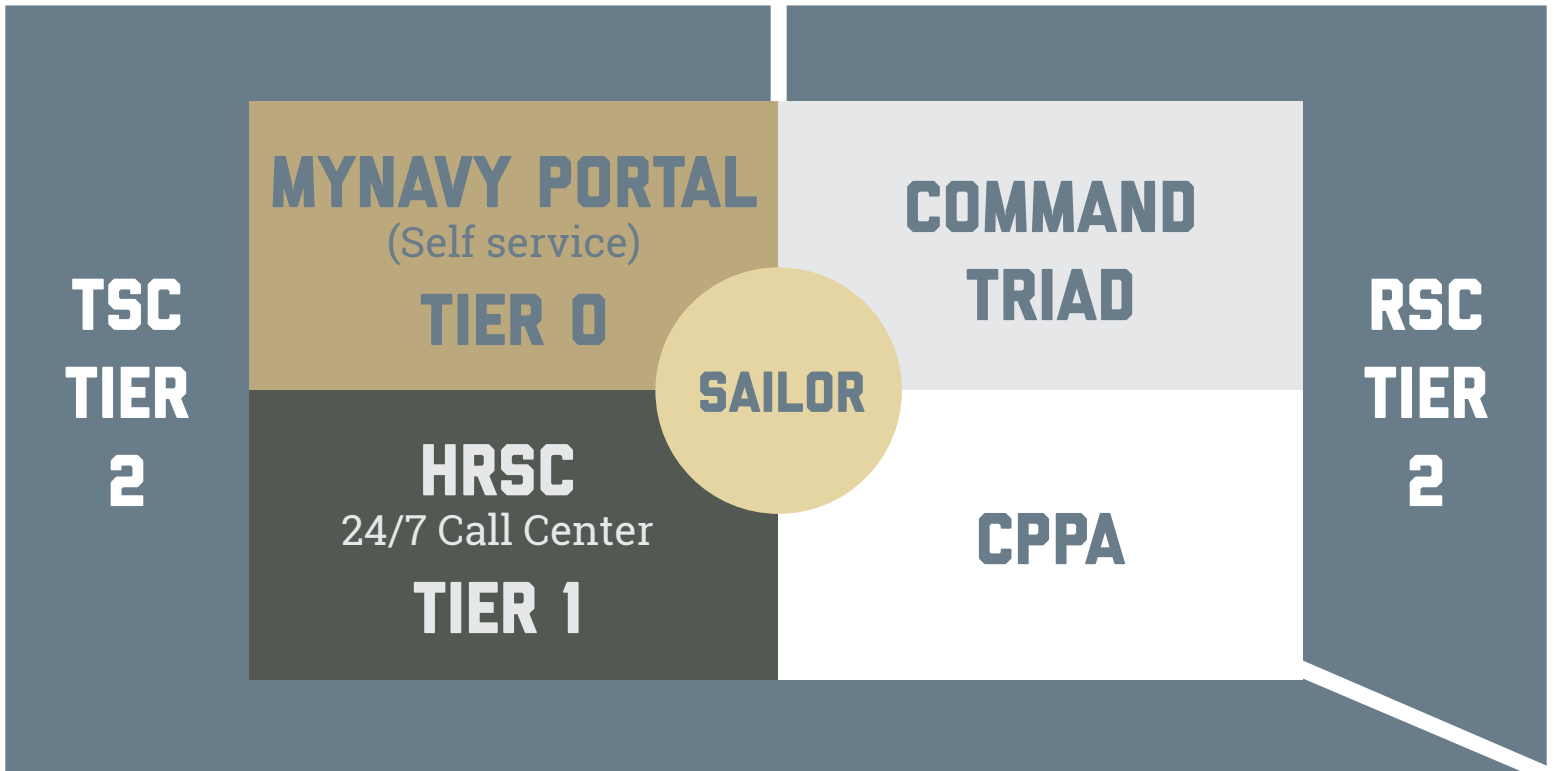 MYNAVY PORTAL
(Self service)
TIER 0
COMMAND
TRIAD
TSC
TIER
2
SAILOR
RSC
TIER
2
HRSC
24/7 Call Center
TIER 1
CPPA